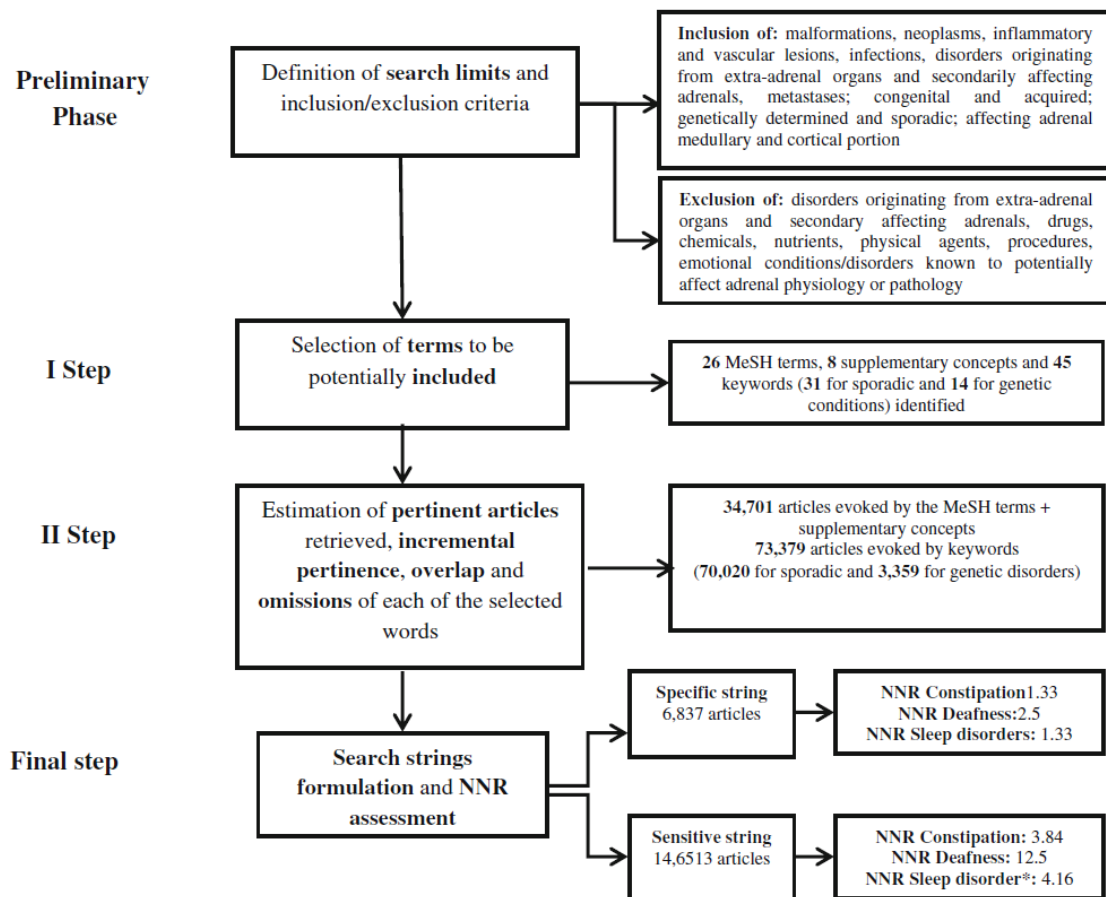 Preliminary
Phase
Definition of search limits and
inclusion/exclusion criteria
Inclusion of: malformations, neoplasms, inflammatory
and vascular lesions, infections, disorders originating
from extra-adrenal organs and secondarily affecting
adrenals, metastases; congenital and acquired;
genetically determined and sporadic; affecting adrenal
medullary and cortical portion
Exclusion of: disorders originating from extra-adrenal
organs and secondary affecting adrenals, drugs,
chemicals, nutrients, physical agents, procedures,
emotional conditions/disorders known to potentially
affect adrenal physiology or pathology
I Step
Selection of terms to be
potentially included
26 MeSH terms, 8 supplementary concepts and 45
keywords (31 for sporadic and 14 for genetic
conditions) identified
II Step
Estimation of pertinent articles
retrieved, incremental
pertinence, overlap and
omissions of each of the selected
words
34,701 articles evoked by the MeSH terms +
supplementary concepts
73,379 articles evoked by keywords
(70,020 for sporadic and 3,359 for genetic disorders)
Final step
Search strings
formulation and NNR
assessment
Specific string
6,837 articles
NNR Constipation1.33
NNR Deafness:2.5
NNR Sleep disorders: 1.33
Sensitive string
14,6513 articles
NNR Constipation: 3.84
NNR Deafness: 12.5
NNR Sleep disorder*: 4.16